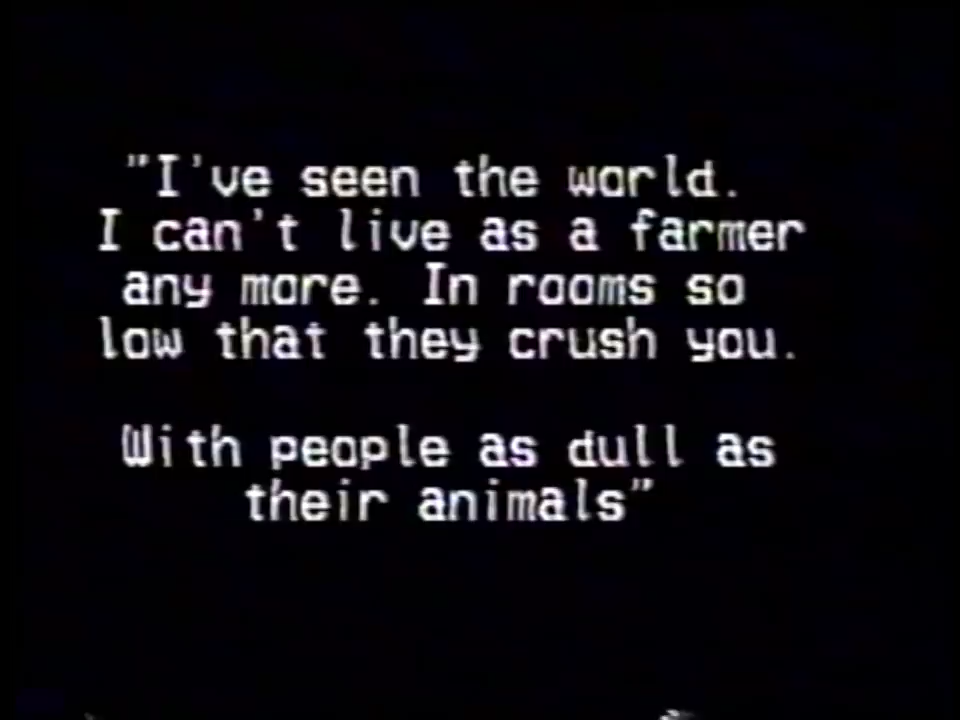 "I've seen the world.
I can't live as a farmer
any more. In rooms so
low that they crush you.
With people as dull as
their animals"